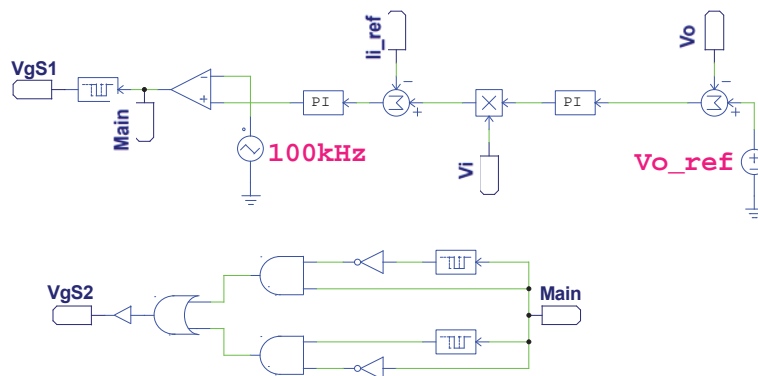 Ii_ref
Vo
VgS1
PI
PI
Main
100kHz
Vi
Vo_ref
VgS2
Main